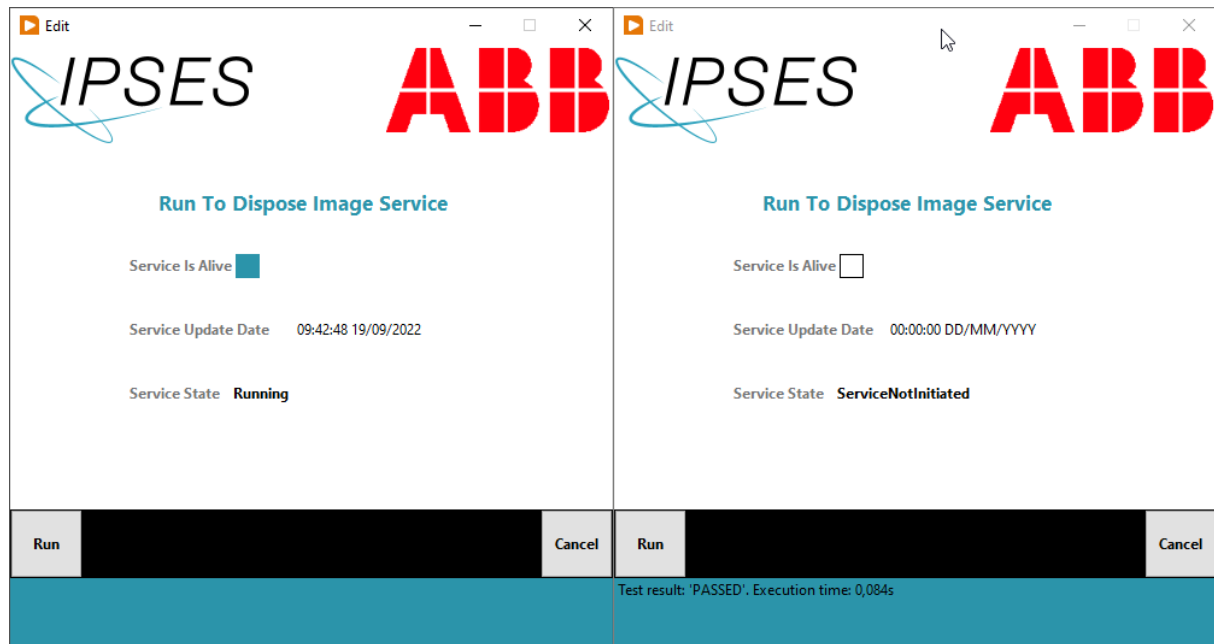 Edit
IPSES
ABB
Run To Dispose Image Service
Service Is Alive
Service Update Date 09:42:48 19/09/2022
Service State Running
Run
Cancel
Edit
IPSES
ABB
Run To Dispose Image Service
Service Is Alive
Service Update Date 00:00:00 DD/MM/YYYY
Service State ServiceNotInitiated
Run
Cancel
Test result: 'PASSED'. Execution time: 0,084s